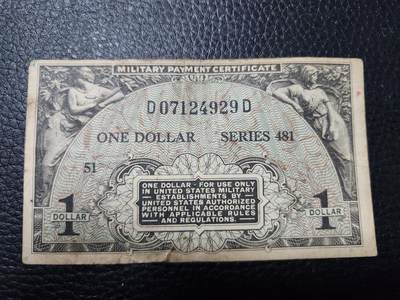 MILITARY PAYMENT CERTIFICATE
D07124929D
ONE DOLLAR SERIES 481
51
ONE DOLLAR - FOR USE ONLY
IN UNITED STATES MILITARY
ESTABLISHMENTS BY
UNITED STATES AUTHORIZED
PERSONNEL IN ACCORDANCE
WITH APPLICABLE RULES
AND REGULATIONS.
1
DOLLAR
1
DOLLAR